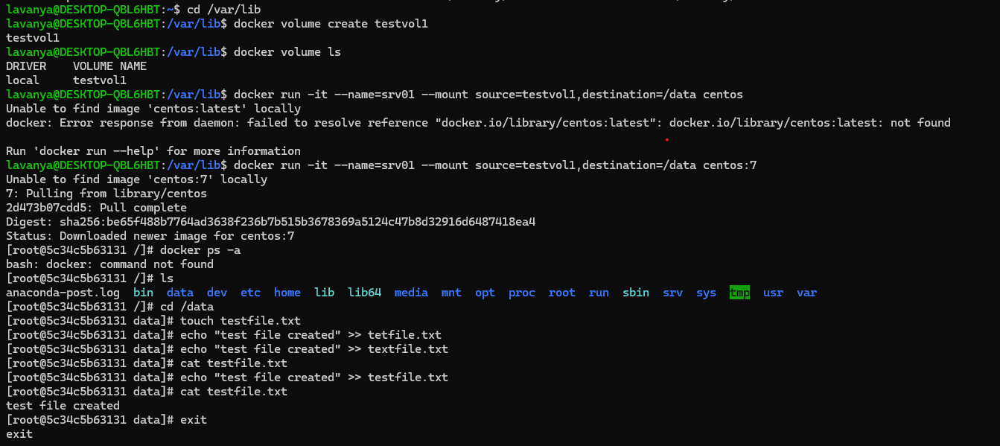 lavanya@DESKTOP-QBL6HBT:~$ cd /var/lib
lavanya@DESKTOP-QBL6HBT:/var/lib$ docker volume create testvol1
testvol1
lavanya@DESKTOP-QBL6HBT:/var/lib$ docker volume ls
DRIVER    VOLUME NAME
local     testvol1
lavanya@DESKTOP-QBL6HBT:/var/lib$ docker run -it --name=srv01 --mount source=testvol1,destination=/data centos
Unable to find image 'centos:latest' locally
docker: Error response from daemon: failed to resolve reference "docker.io/library/centos:latest": docker.io/library/centos:latest: not found
Run 'docker run --help' for more information
lavanya@DESKTOP-QBL6HBT:/var/lib$ docker run -it --name=srv01 --mount source=testvol1,destination=/data centos:7
Unable to find image 'centos:7' locally
7: Pulling from library/centos
2d473b07cdd5: Pull complete
Digest: sha256:be65f488b7764ad3638f236b7b515b3678369a5124c47b8d32916d6487418ea4
Status: Downloaded newer image for centos:7
[root@5c34c5b63131 /]# docker ps -a
bash: docker: command not found
[root@5c34c5b63131 /]# ls
anaconda-post.log  bin  data  dev  etc  home  lib  lib64  media  mnt  opt  proc  root  run  sbin  srv  sys  tmp  usr  var
[root@5c34c5b63131 /]# cd /data
[root@5c34c5b63131 data]# touch testfile.txt
[root@5c34c5b63131 data]# echo "test file created" >> tetfile.txt
[root@5c34c5b63131 data]# echo "test file created" >> textfile.txt
[root@5c34c5b63131 data]# cat testfile.txt
[root@5c34c5b63131 data]# echo "test file created" >> testfile.txt
[root@5c34c5b63131 data]# cat testfile.txt
test file created
[root@5c34c5b63131 data]# exit
exit